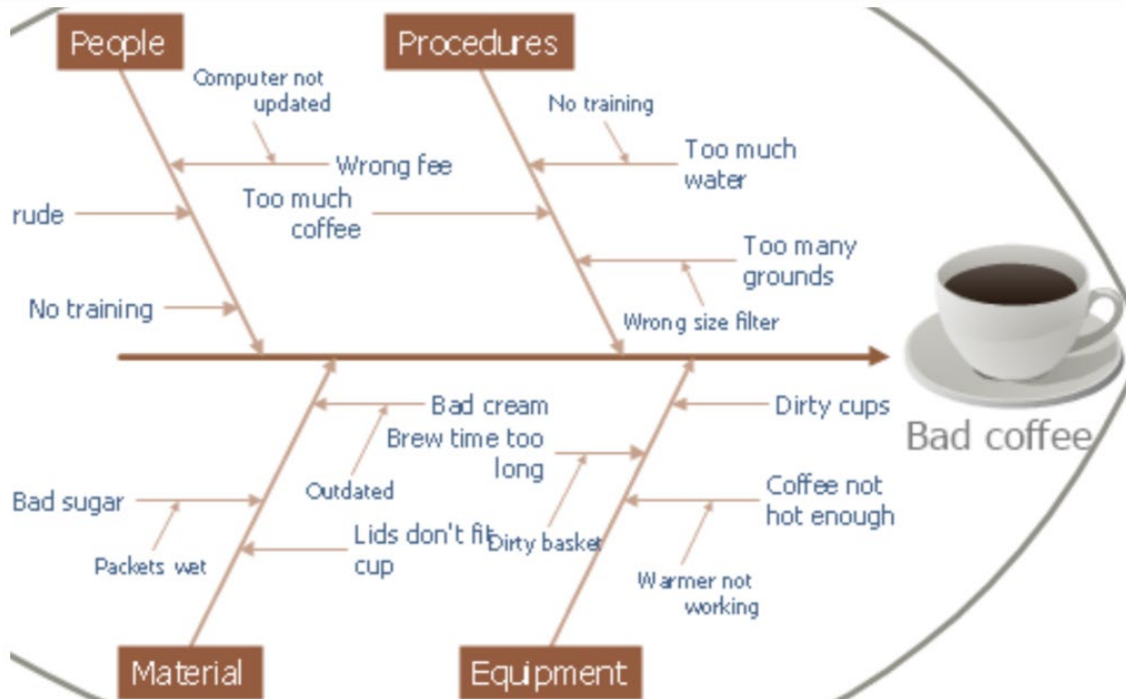 People
Procedures
Computer not
updated
No training
Wrong fee
Too much
water
rude
Too much
coffee
Too many
grounds
No training
Wrong size filter
Bad cream
Dirty cups
Brew time too
long
Bad coffee
Bad sugar
Outdated
Coffee not
hot enough
Lids don't fit
cup
Dirty basket
Packets wet
Warmer not
working
Material
Equipment